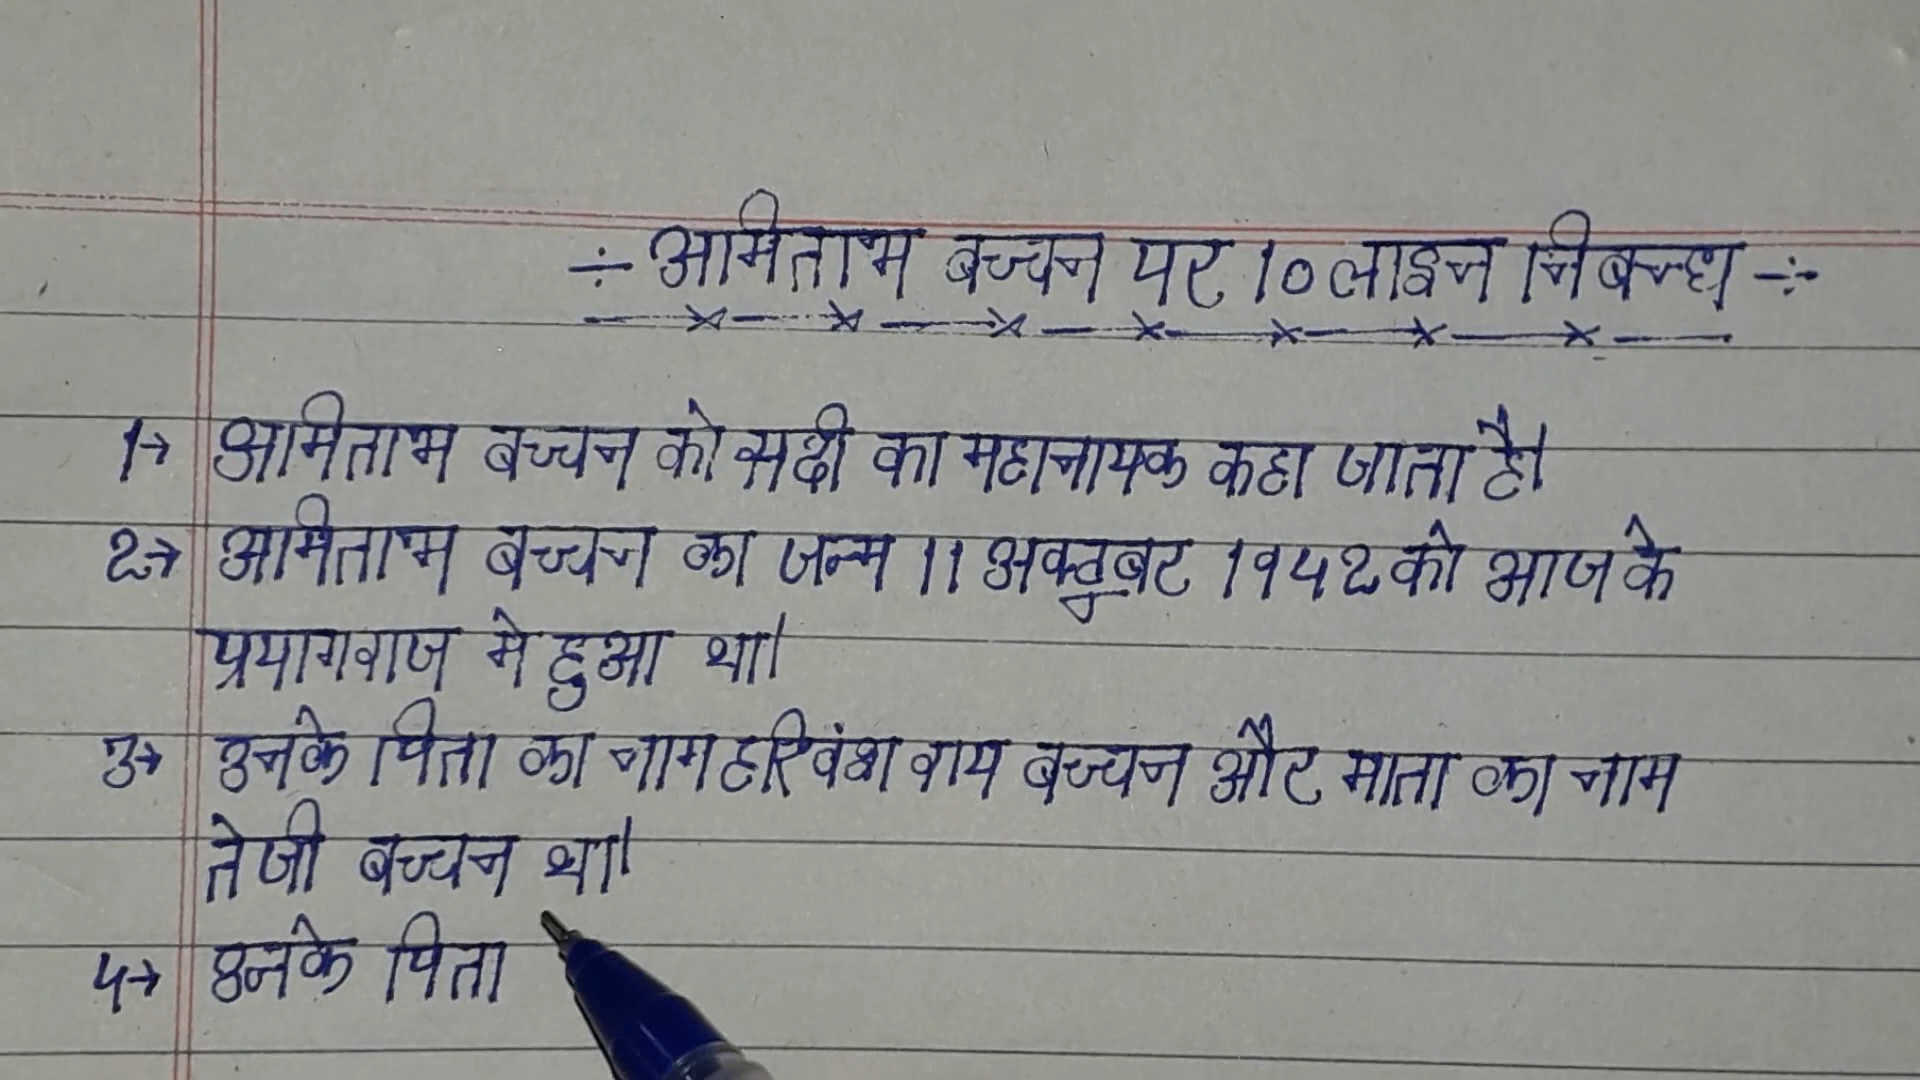 ÷ अमिताभ बच्चन पर 10 लाइन निबन्ध ÷
1→ अमिताभ बच्चन को सदी का महानायक कहा जाता है।
2→ अमिताभ बच्चन का जन्म 11 अक्टूबर 1942 को आज के
प्रयागराज मे हुआ था।
3→ उनके पिता का नाम हरिवंश राय बच्चन और माता का नाम
तेजी बच्चन था।
4→ उनके पिता